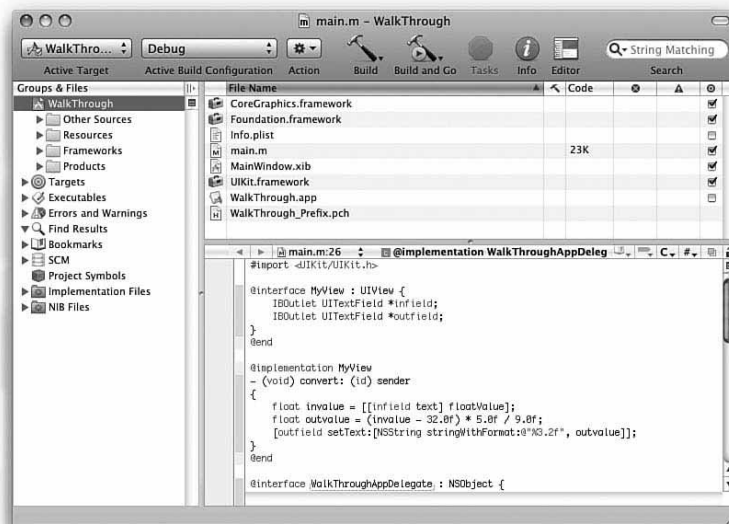 main.m – WalkThrough
WalkThro... Debug String Matching
Active Target Active Build Configuration Action Build Build and Go Tasks Info Editor Search
Groups & Files
WalkThrough
Other Sources
Resources
Frameworks
Products
Targets
Executables
Errors and Warnings
Find Results
Bookmarks
SCM
Project Symbols
Implementation Files
NIB Files
File Name Code
CoreGraphics.framework
Foundation.framework
Info.plist
main.m 23K
MainWindow.xib
UIKit.framework
WalkThrough.app
WalkThrough_Prefix.pch
main.m:26 @implementation WalkThroughAppDeleg C #
#import <UIKit/UIKit.h>
@interface MyView : UIView {
IBOutlet UITextField *infield;
IBOutlet UITextField *outfield;
}
@end
@implementation MyView
- (void) convert: (id) sender
{
float invalue = [[infield text] floatValue];
float outvalue = (invalue - 32.0f) * 5.0f / 9.0f;
[outfield setText:[NSString stringWithFormat:@"%3.2f", outvalue]];
}
@end
@interface WalkThroughAppDelegate : NSObject {